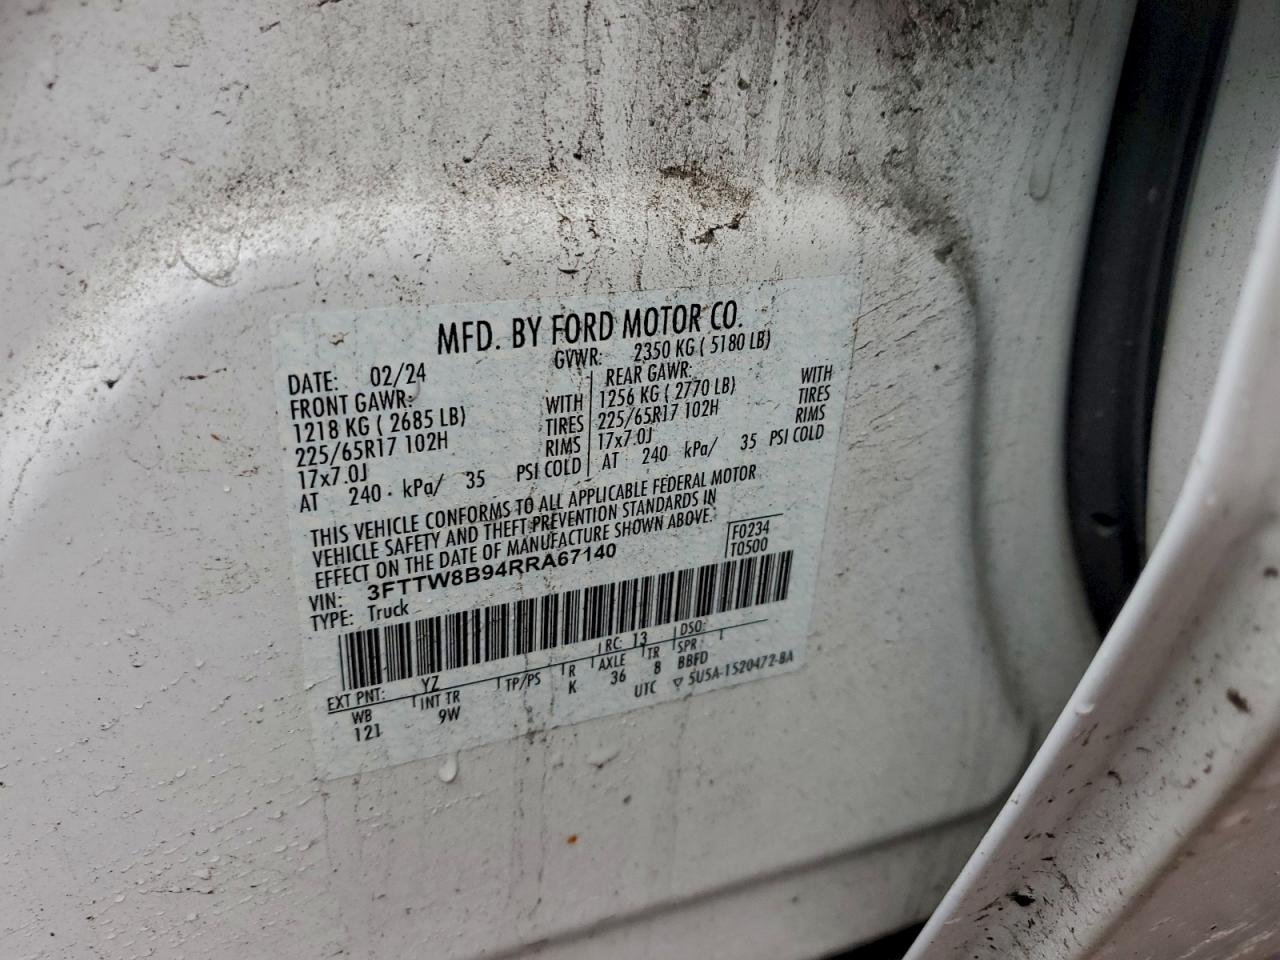 MFD. BY FORD MOTOR CO.
DATE: 02/24 GVWR: 2350 KG ( 5180 LB)
FRONT GAWR: REAR GAWR:
1218 KG ( 2685 LB) WITH 1256 KG ( 2770 LB) WITH
225/65R17 102H TIRES 225/65R17 102H TIRES
17x7.0J RIMS 17x7.0J RIMS
AT 240 kPa/ 35 PSI COLD AT 240 kPa/ 35 PSI COLD
THIS VEHICLE CONFORMS TO ALL APPLICABLE FEDERAL MOTOR
VEHICLE SAFETY AND THEFT PREVENTION STANDARDS IN
EFFECT ON THE DATE OF MANUFACTURE SHOWN ABOVE.
VIN: 3FTTW8B94RRA67140 F0234
TYPE: Truck T0500
EXT PNT: YZ RC: 13 DSO:
WB INT TR TP/PS R AXLE TR SPR
121 9W K 36 8 BBFD
UTC ▽ 5U5A-1520472-BA